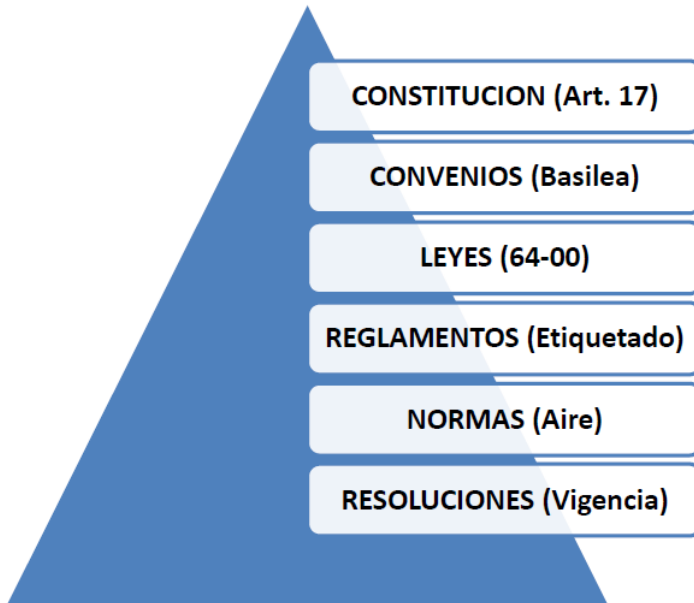 CONSTITUCION (Art. 17)
CONVENIOS (Basilea)
LEYES (64-00)
REGLAMENTOS (Etiquetado)
NORMAS (Aire)
RESOLUCIONES (Vigencia)